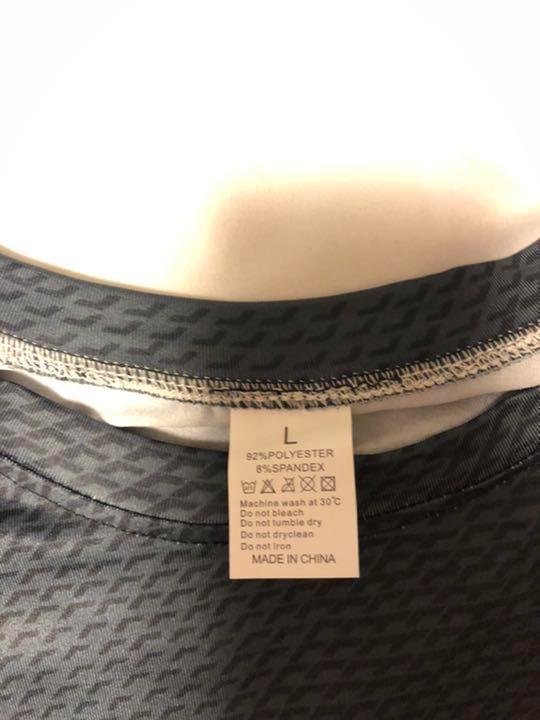 L
92%POLYESTER
8%SPANDEX
Machine wash at 30℃
Do not bleach
Do not tumble dry
Do not dryclean
Do not iron
MADE IN CHINA